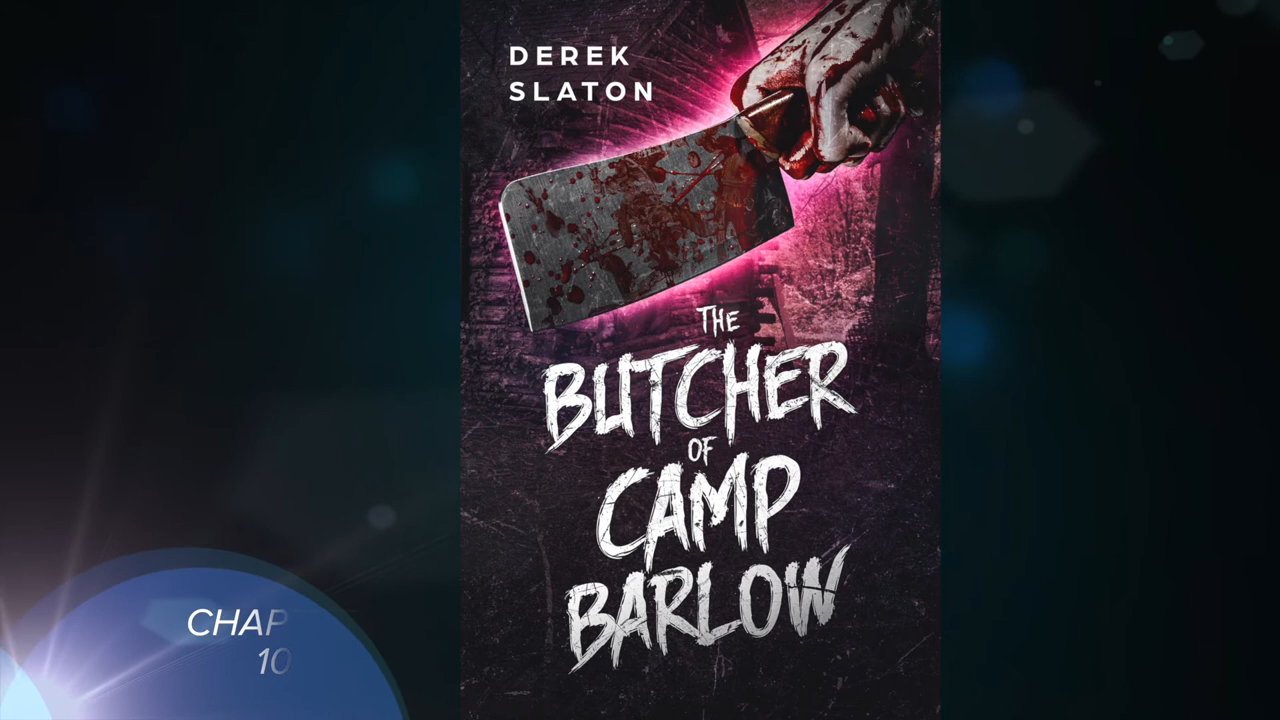 DEREK
SLATON
THE
BUTCHER
OF
CAMP
BARLOW
CHAP
10